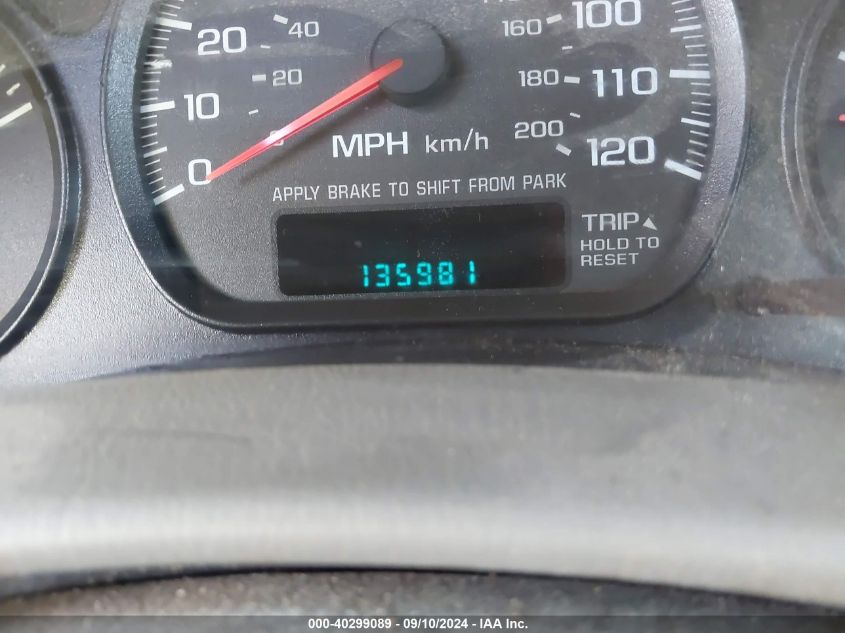 160 100
20 40
20 180 110
10
0 0 MPH km/h 200 120
APPLY BRAKE TO SHIFT FROM PARK
TRIP
HOLD TO
RESET
135981
000-40299089 - 09/10/2024 - IAA Inc.